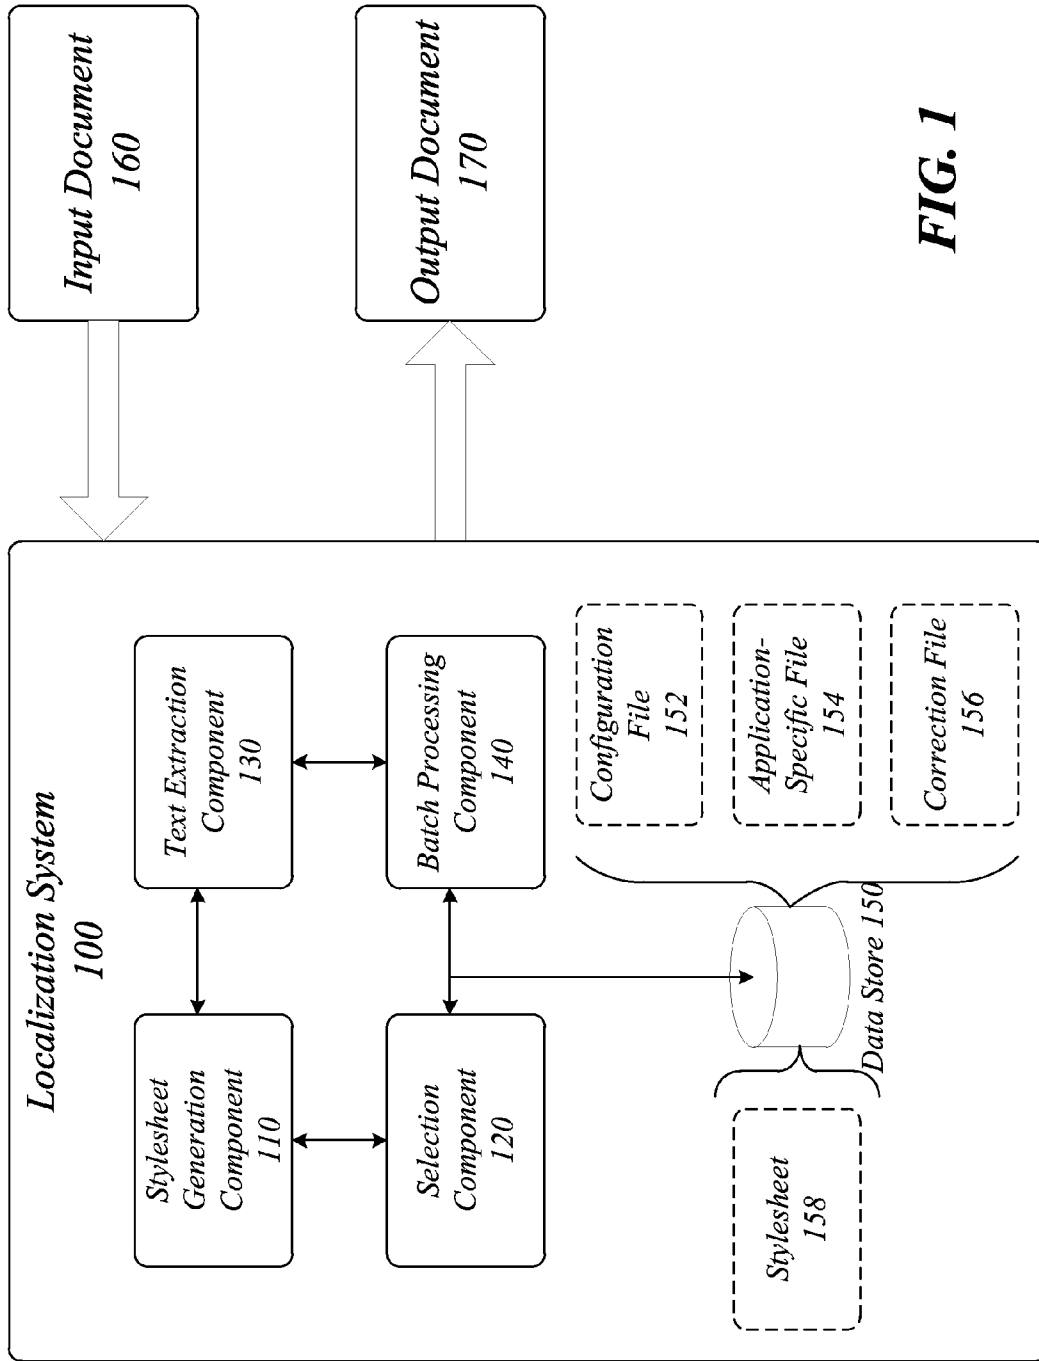 Localization System
100
Stylesheet
Generation
Component
110
Text Extraction
Component
130
Selection
Component
120
Batch Processing
Component
140
Stylesheet
158
Data Store 150
Configuration
File
152
Application-
Specific File
154
Correction File
156
Input Document
160
Output Document
170
FIG. 1